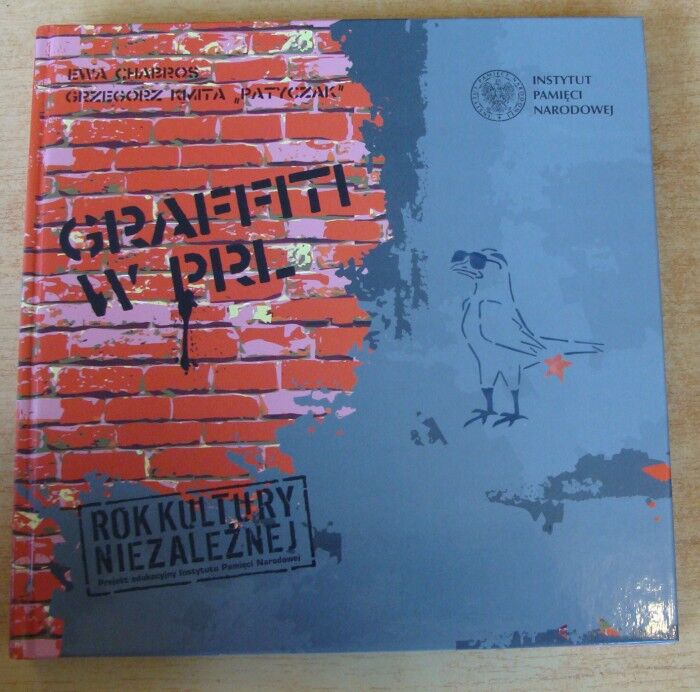 EWA CHABROS
GRZEGORZ KMITA „PATYCZAK"
INSTYTUT
PAMIĘCI
NARODOWEJ
GRAFFITI
W PRL
ROK KULTURY
NIEZALEŻNEJ
Projekt edukacyjny Instytutu Pamięci Narodowej